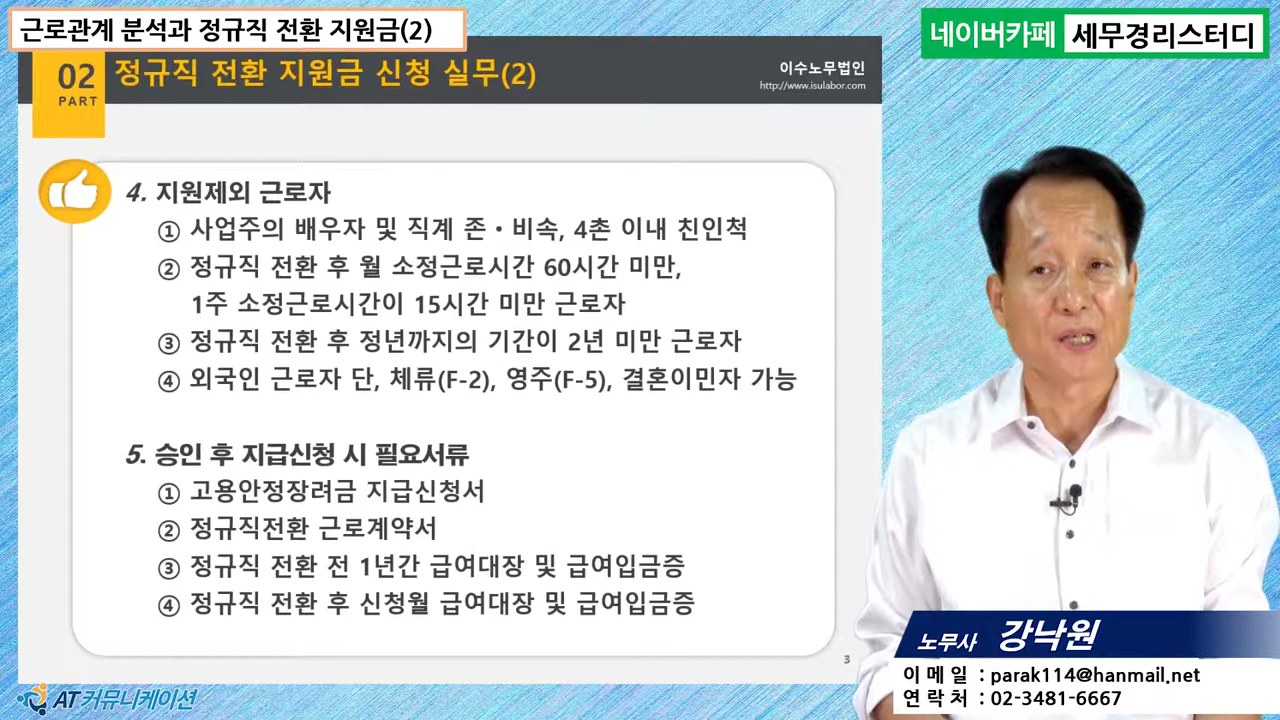 근로관계 분석과 정규직 전환 지원금(2)
네이버카페 세무경리스터디
02
PART
정규직 전환 지원금 신청 실무(2)
이수노무법인
http://www.isulabor.com
4. 지원제외 근로자
① 사업주의 배우자 및 직계 존・비속, 4촌 이내 친인척
② 정규직 전환 후 월 소정근로시간 60시간 미만,
1주 소정근로시간이 15시간 미만 근로자
③ 정규직 전환 후 정년까지의 기간이 2년 미만 근로자
④ 외국인 근로자 단, 체류(F-2), 영주(F-5), 결혼이민자 가능
5. 승인 후 지급신청 시 필요서류
① 고용안정장려금 지급신청서
② 정규직전환 근로계약서
③ 정규직 전환 전 1년간 급여대장 및 급여입금증
④ 정규직 전환 후 신청월 급여대장 및 급여입금증
3
노무사 강낙원
이 메 일 : parak114@hanmail.net
연 락 처 : 02-3481-6667
AT커뮤니케이션